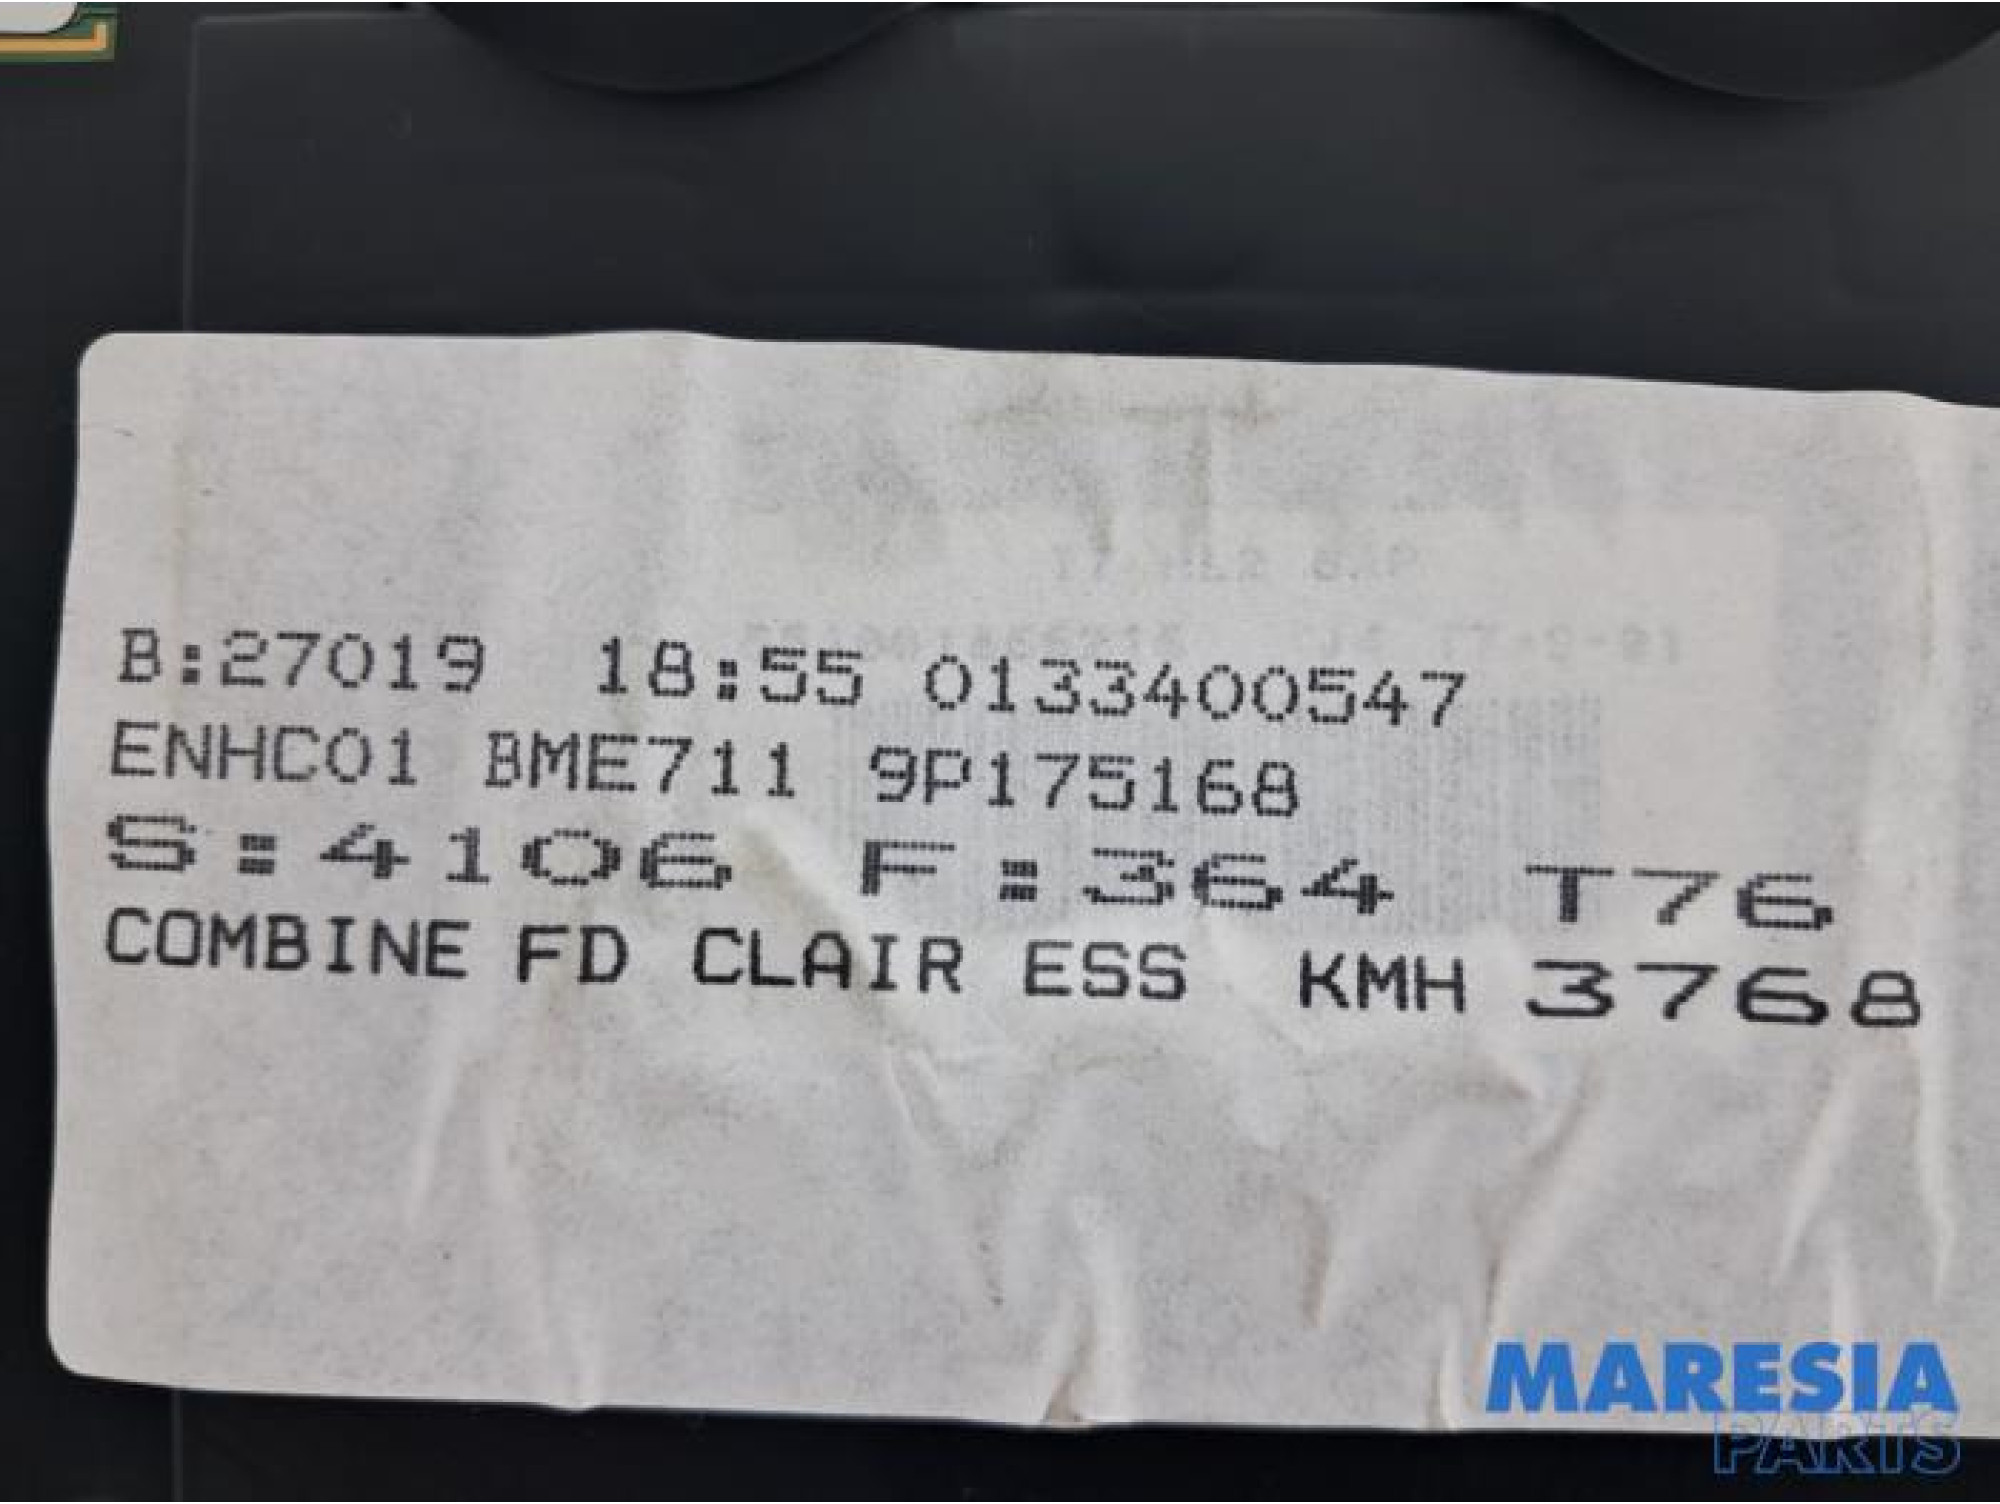 B:27019 18:55 0133400547
ENHC01 BME711 9P175168
S:4106 F:364 T76
COMBINE FD CLAIR ESS KMH 3768
MARESIA
PARTS